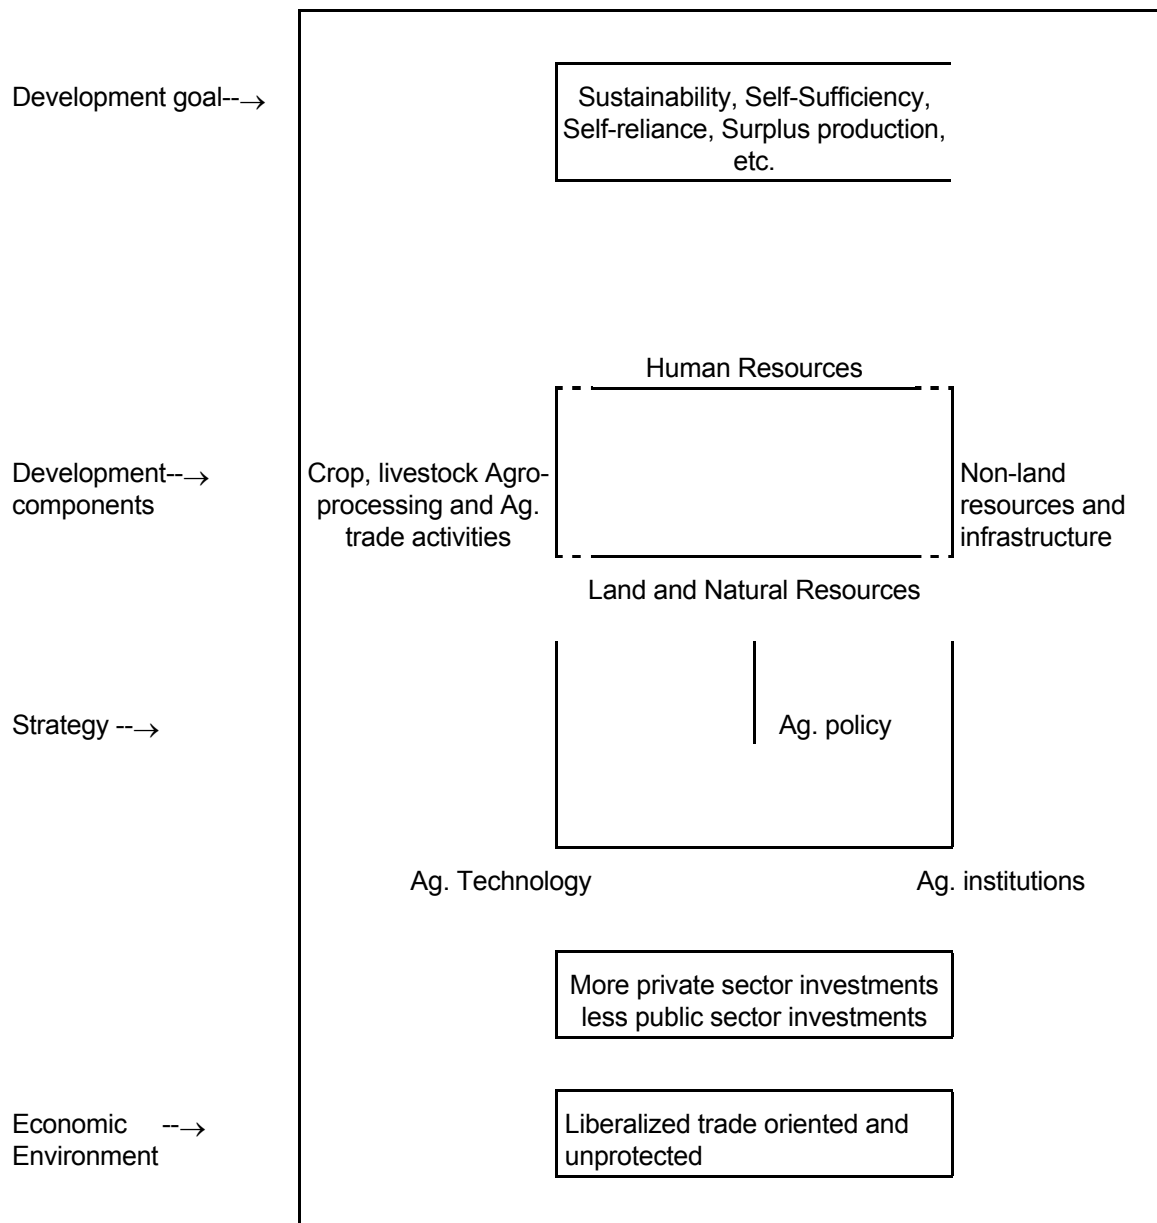 Development goal--→
Sustainability, Self-Sufficiency,
Self-reliance, Surplus production,
etc.
Human Resources
Development--→
components
Crop, livestock Agro-
processing and Ag.
trade activities
Non-land
resources and
infrastructure
Land and Natural Resources
Strategy --→
Ag. policy
Ag. Technology
Ag. institutions
More private sector investments
less public sector investments
Economic --→
Environment
Liberalized trade oriented and
unprotected